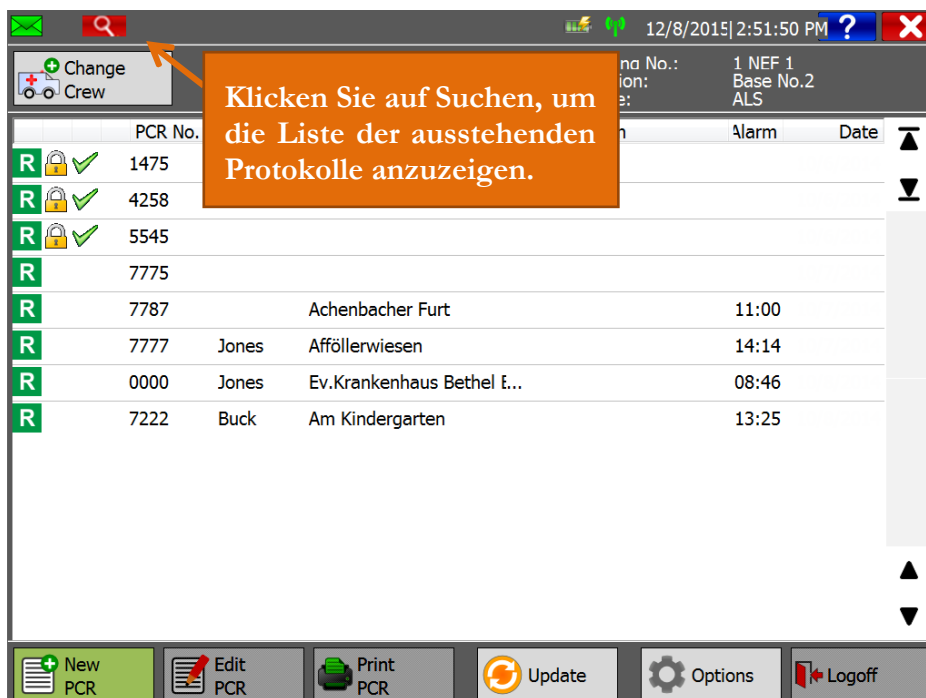 12/8/2015 2:51:50 PM ?
Change
Crew
No.: 1 NEF 1
Base No.2
ALS
Klicken Sie auf Suchen, um
die Liste der ausstehenden
Protokolle anzuzeigen.
PCR No. Alarm Date
R 1475
R 4258
R 5545
R 7775
R 7787 Achenbacher Furt 11:00
R 7777 Jones Afföllerwiesen 14:14
R 0000 Jones Ev.Krankenhaus Bethel E... 08:46
R 7222 Buck Am Kindergarten 13:25
New
PCR
Edit
PCR
Print
PCR
Update
Options
Logoff